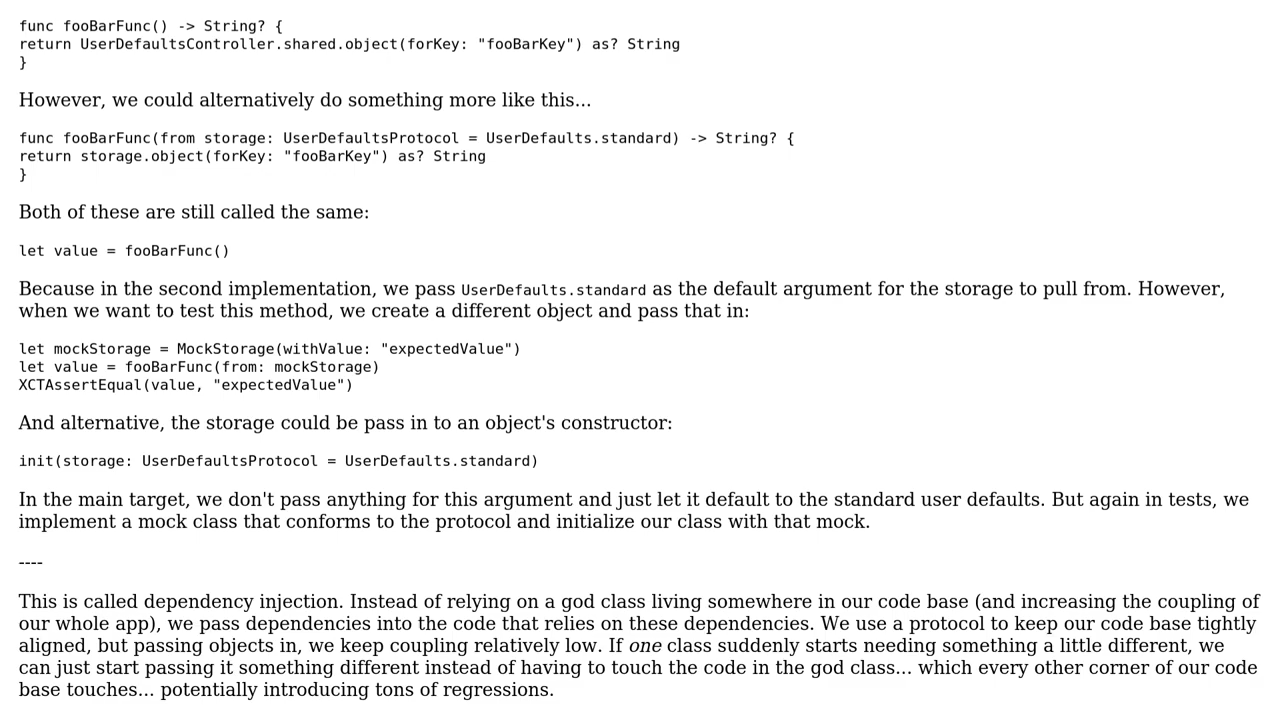 func fooBarFunc() -> String? {
return UserDefaultsController.shared.object(forKey: "fooBarKey") as? String
}
However, we could alternatively do something more like this...
func fooBarFunc(from storage: UserDefaultsProtocol = UserDefaults.standard) -> String? {
return storage.object(forKey: "fooBarKey") as? String
}
Both of these are still called the same:
let value = fooBarFunc()
Because in the second implementation, we pass UserDefaults.standard as the default argument for the storage to pull from. However,
when we want to test this method, we create a different object and pass that in:
let mockStorage = MockStorage(withValue: "expectedValue")
let value = fooBarFunc(from: mockStorage)
XCTAssertEqual(value, "expectedValue")
And alternative, the storage could be pass in to an object's constructor:
init(storage: UserDefaultsProtocol = UserDefaults.standard)
In the main target, we don't pass anything for this argument and just let it default to the standard user defaults. But again in tests, we
implement a mock class that conforms to the protocol and initialize our class with that mock.
----
This is called dependency injection. Instead of relying on a god class living somewhere in our code base (and increasing the coupling of
our whole app), we pass dependencies into the code that relies on these dependencies. We use a protocol to keep our code base tightly
aligned, but passing objects in, we keep coupling relatively low. If one class suddenly starts needing something a little different, we
can just start passing it something different instead of having to touch the code in the god class... which every other corner of our code
base touches... potentially introducing tons of regressions.